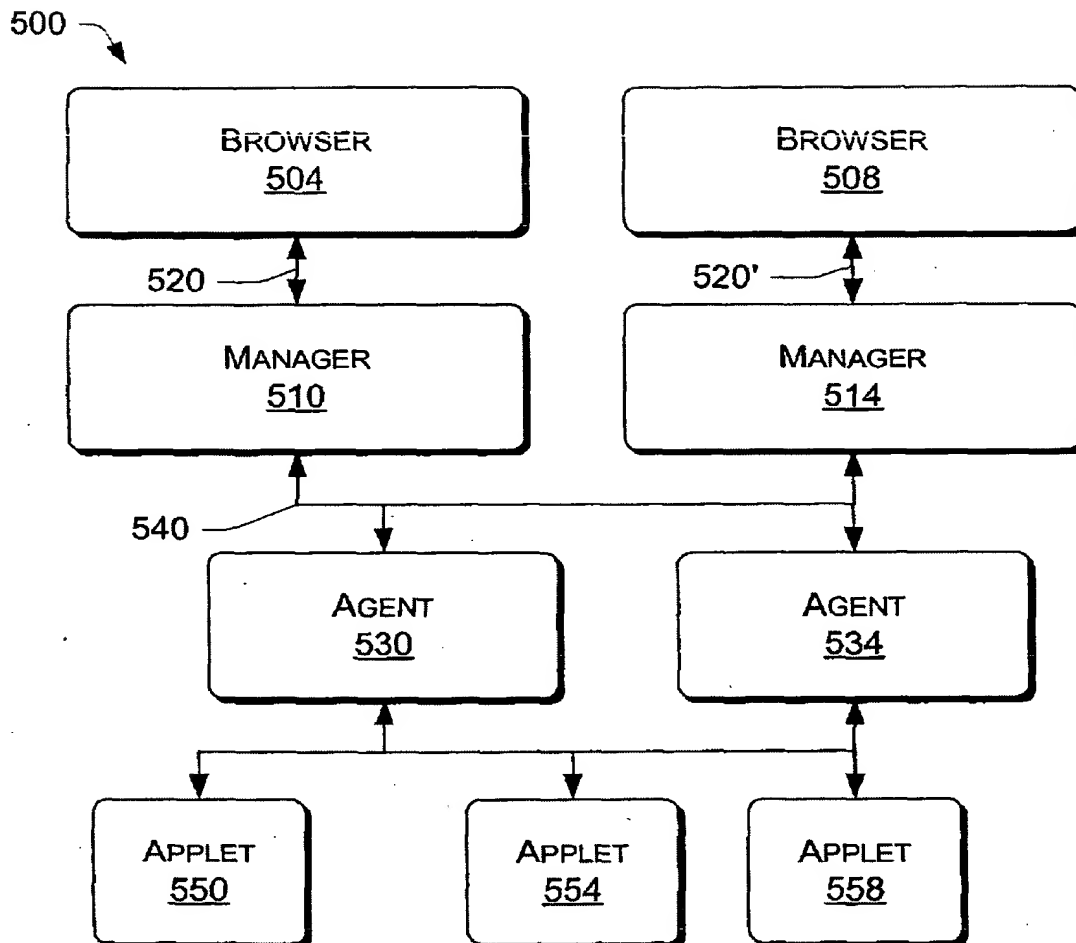 500
BROWSER
504
BROWSER
508
520
520'
MANAGER
510
MANAGER
514
540
AGENT
530
AGENT
534
APPLET
550
APPLET
554
APPLET
558